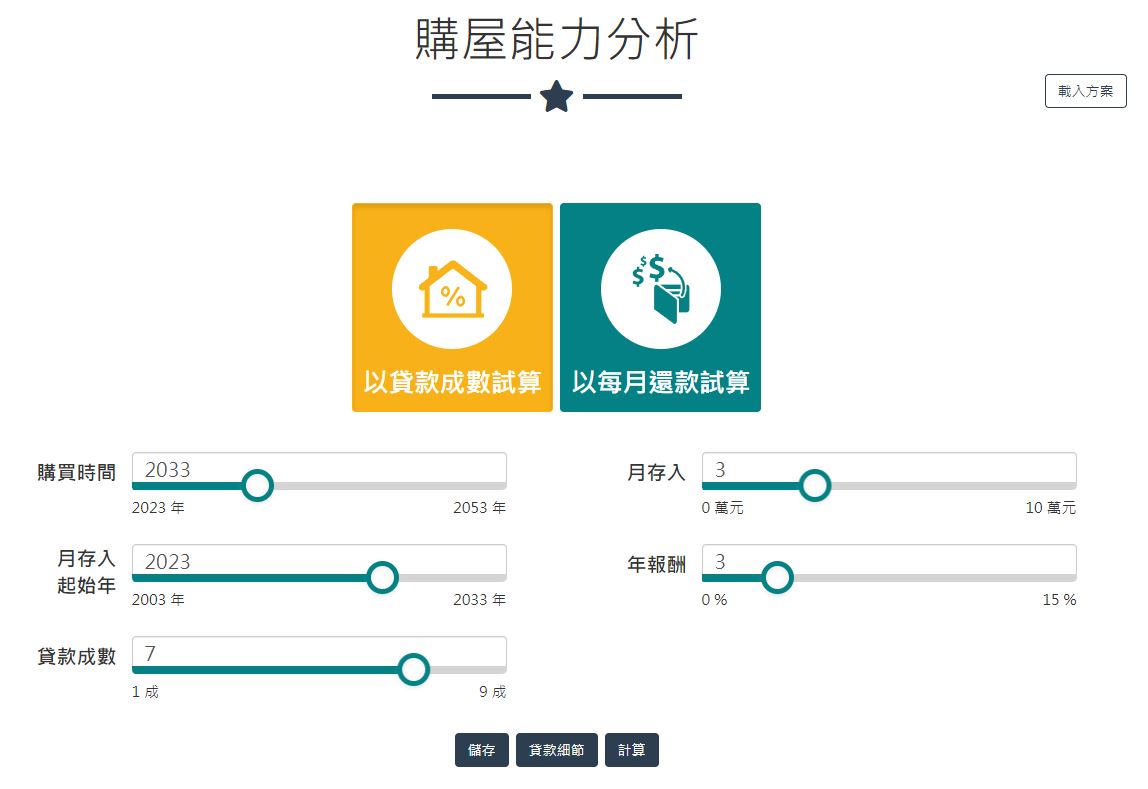 購屋能力分析
載入方案
%
$ $ $
以貸款成數試算
以每月還款試算
購買時間
2033
2023 年
2053 年
月存入
3
0 萬元
10 萬元
月存入
起始年
2023
2003 年
2033 年
年報酬
3
0 %
15 %
貸款成數
7
1 成
9 成
儲存
貸款細節
計算